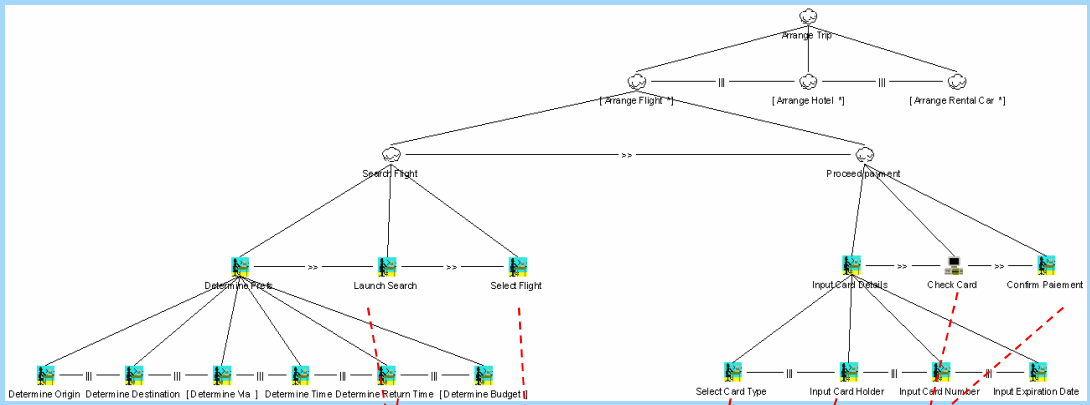 Arrange Trip
||| |||
[ Arrange Flight *] [ Arrange Hotel *] [ Arrange Rental Car *]
>>
Search Flight Proceed payment
>> >> >> >>
Determine Prefs Launch Search Select Flight Input Card Details Check Card Confirm Paiement
||| ||| ||| ||| ||| ||| ||| |||
Determine Origin Determine Destination [ Determine Ma ] Determine Time Determine Return Time [ Determine Budget ] Select Card Type Input Card Holder Input Card Number Input Expiration Date